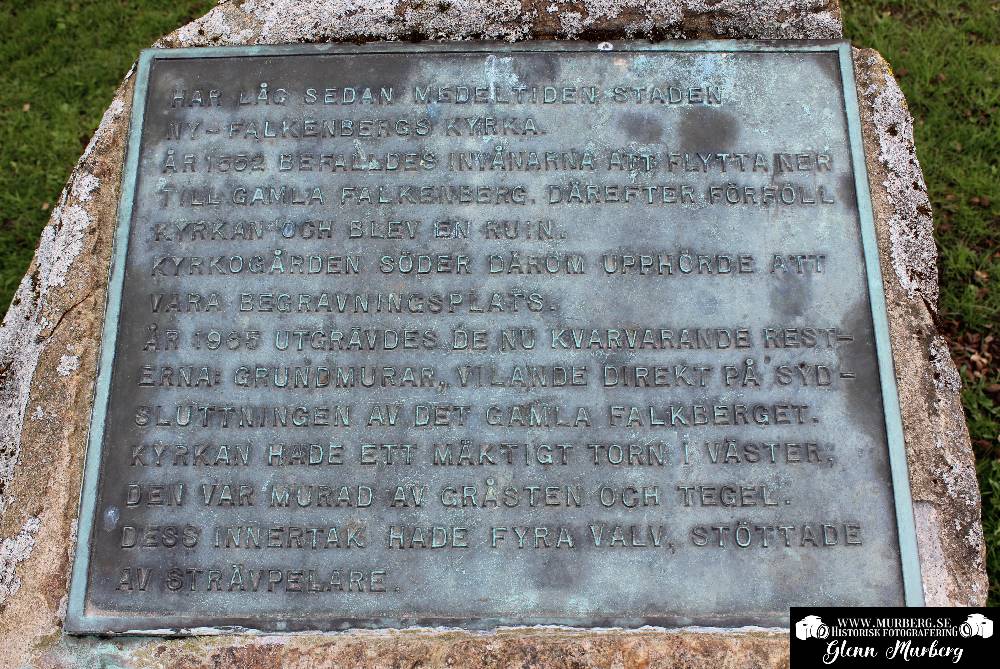 HAR LÅG SEDAN MEDELTIDEN STADEN
NY-FALKENBERGS KYRKA.
ÅR 1552 BEFALLDES INVÅNARNA ATT FLYTTA NER
TILL GAMLA FALKENBERG. DÄREFTER FÖRFÖLL
KYRKAN OCH BLEV EN RUIN.
KYRKOGÅRDEN SÖDER DÄROM UPPHÖRDE ATT
VARA BEGRAVNINGSPLATS.
ÅR 1965 UTGRÄVDES DE NU KVARVARANDE REST-
ERNA: GRUNDMURAR, VILANDE DIREKT PÅ SYD-
SLUTTNINGEN AV DET GAMLA FALKBERGET.
KYRKAN HADE ETT MÄKTIGT TORN I VÄSTER;
DEN VAR MURAD AV GRÅSTEN OCH TEGEL.
DESS INNERTAK HADE FYRA VALV, STÖTTADE
AV STRÄVPELARE.
WWW.MURBERG.SE
HISTORISK FOTOGRAFERING
Glenn Murberg